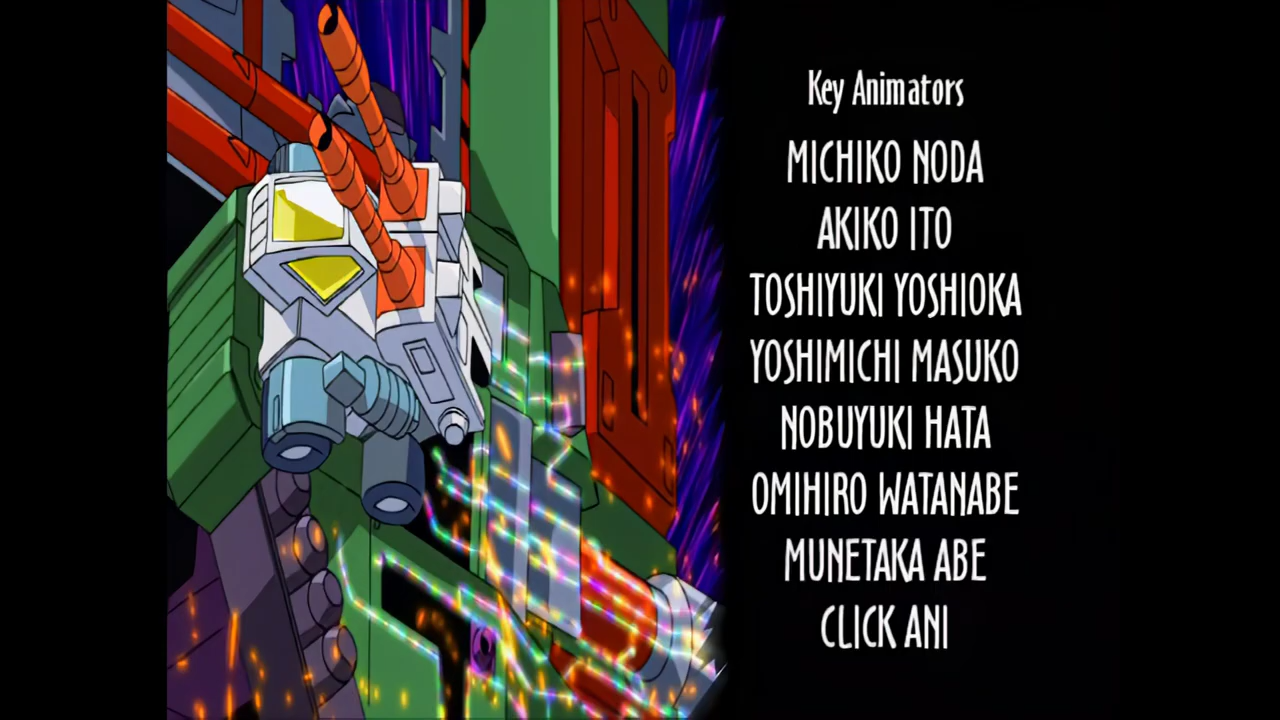 Key Animators
MICHIKO NODA
AKIKO ITO
TOSHIYUKI YOSHIOKA
YOSHIMICHI MASUKO
NOBUYUKI HATA
OMIHIRO WATANABE
MUNETAKA ABE
CLICK ANI